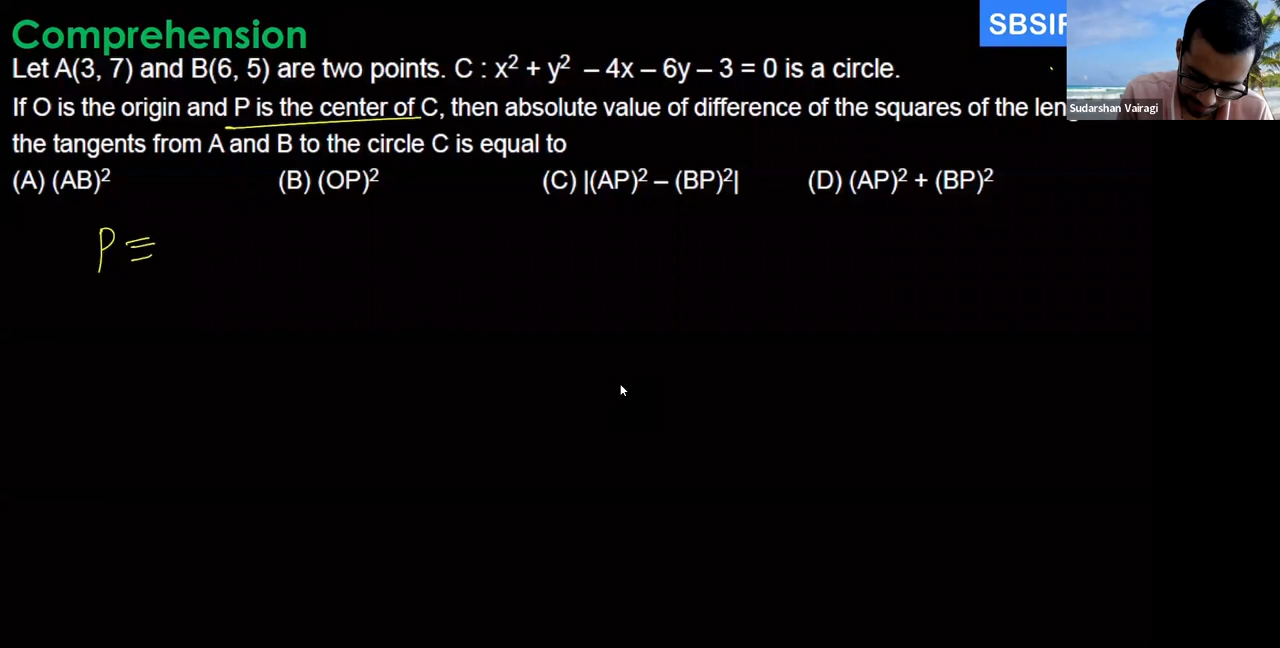 Comprehension
SBSIF
Let A(3, 7) and B(6, 5) are two points. C : x² + y² – 4x – 6y – 3 = 0 is a circle.
If O is the origin and P is the center of C, then absolute value of difference of the squares of the
Sudarshan Vairagi
the tangents from A and B to the circle C is equal to
(A) (AB)² (B) (OP)² (C) |(AP)² – (BP)²| (D) (AP)² + (BP)²
P ≡